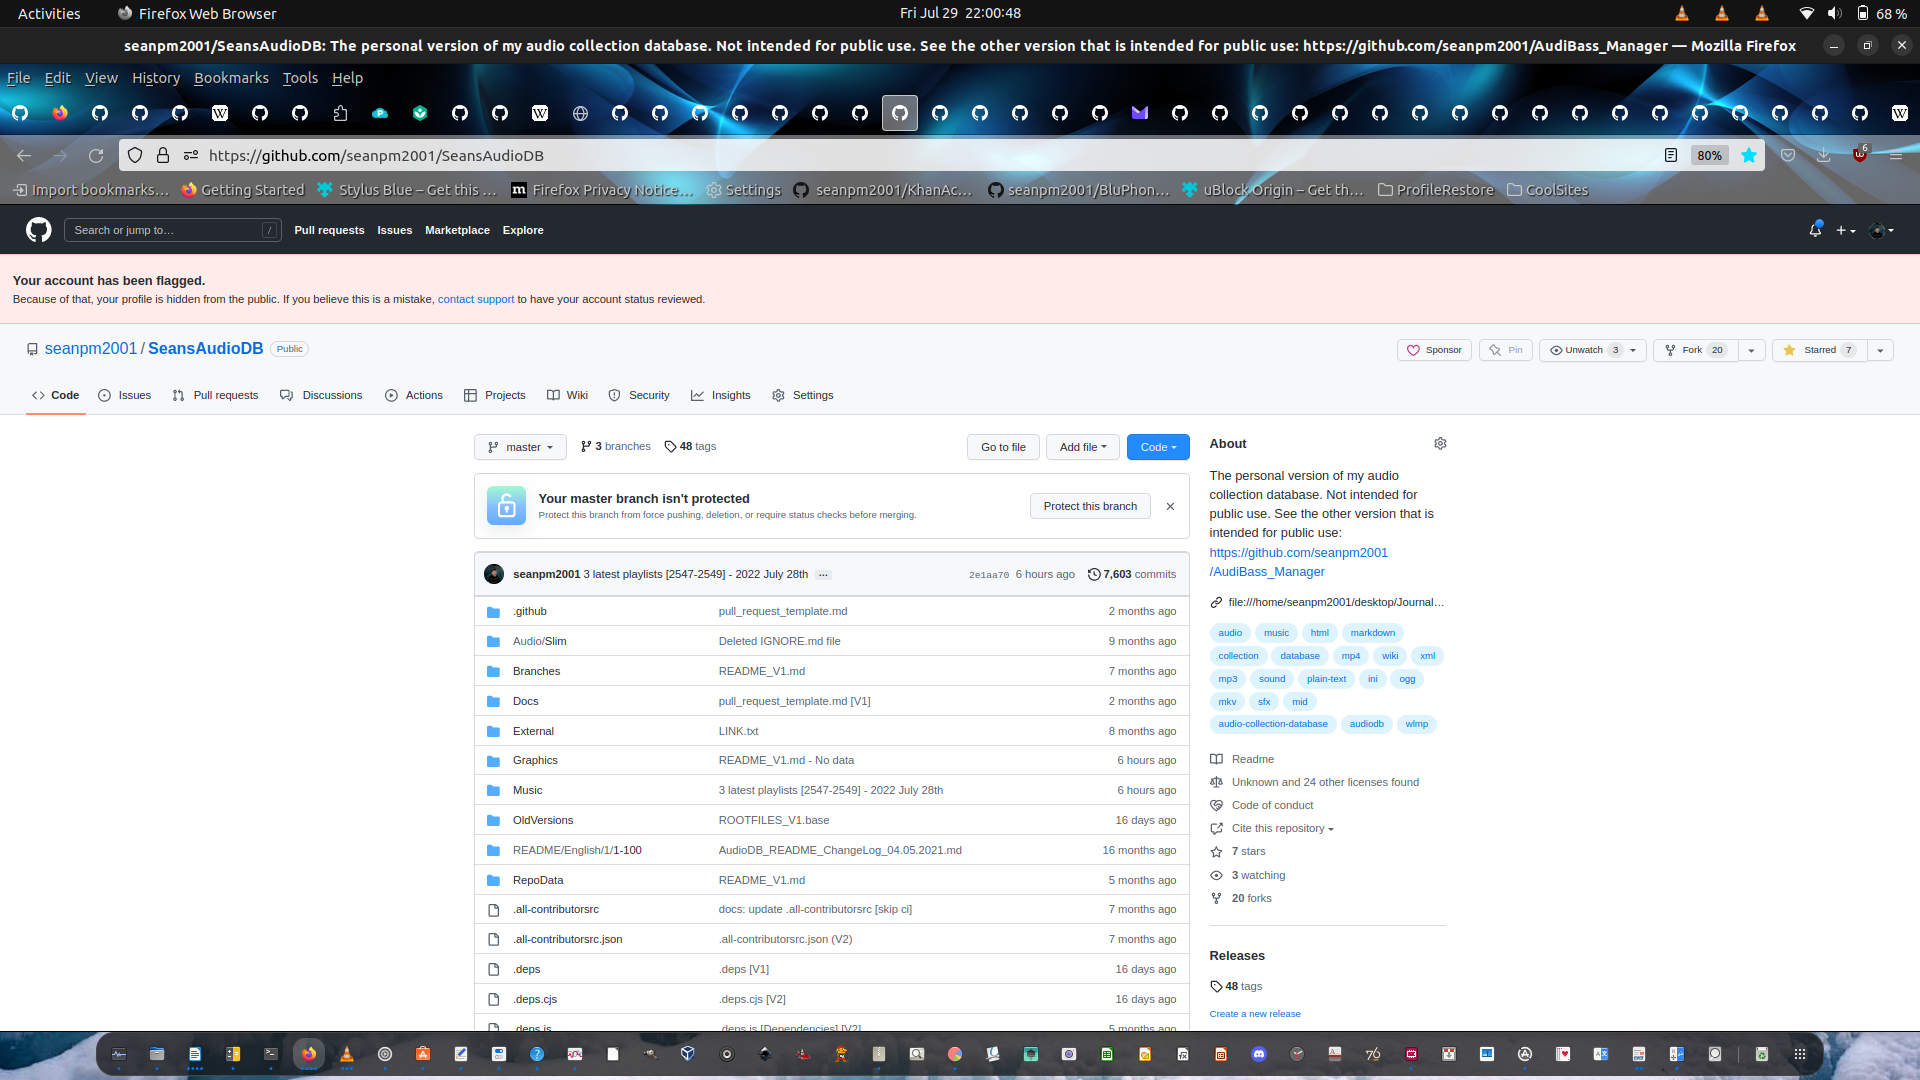 Activities
Firefox Web Browser
Fri Jul 29  22:00:48
68 %
seanpm2001/SeansAudioDB: The personal version of my audio collection database. Not intended for public use. See the other version that is intended for public use: https://github.com/seanpm2001/AudiBass_Manager — Mozilla Firefox
File Edit View History Bookmarks Tools Help
https://github.com/seanpm2001/SeansAudioDB
80%
6
Import bookmarks… Getting Started Stylus Blue – Get this … Firefox Privacy Notice… Settings seanpm2001/KhanAc… seanpm2001/BluPhon… uBlock Origin – Get th… ProfileRestore CoolSites
Search or jump to… /
Pull requests Issues Marketplace Explore
Your account has been flagged.
Because of that, your profile is hidden from the public. If you believe this is a mistake, contact support to have your account status reviewed.
seanpm2001 / SeansAudioDB Public
Sponsor Pin Unwatch 3 Fork 20 Starred 7
Code Issues Pull requests Discussions Actions Projects Wiki Security Insights Settings
master 3 branches 48 tags
Go to file Add file Code
Your master branch isn't protected
Protect this branch from force pushing, deletion, or require status checks before merging.
Protect this branch
seanpm2001 3 latest playlists [2547-2549] - 2022 July 28th ... 2e1aa70 6 hours ago 7,603 commits
.github pull_request_template.md 2 months ago
Audio/Slim Deleted IGNORE.md file 9 months ago
Branches README_V1.md 7 months ago
Docs pull_request_template.md [V1] 2 months ago
External LINK.txt 8 months ago
Graphics README_V1.md - No data 6 hours ago
Music 3 latest playlists [2547-2549] - 2022 July 28th 6 hours ago
OldVersions ROOTFILES_V1.base 16 days ago
README/English/1/1-100 AudioDB_README_ChangeLog_04.05.2021.md 16 months ago
RepoData README_V1.md 5 months ago
.all-contributorsrc docs: update .all-contributorsrc [skip ci] 7 months ago
.all-contributorsrc.json .all-contributorsrc.json (V2) 7 months ago
.deps .deps [V1] 16 days ago
.deps.cjs .deps.cjs [V2] 16 days ago
.deps.js .deps.js [Dependencies] [V2] 5 months ago
About
The personal version of my audio
collection database. Not intended for
public use. See the other version that is
intended for public use:
https://github.com/seanpm2001
/AudiBass_Manager
file:///home/seanpm2001/desktop/Journal…
audio music html markdown
collection database mp4 wiki xml
mp3 sound plain-text ini ogg
mkv sfx mid
audio-collection-database audiodb wlmp
Readme
Unknown and 24 other licenses found
Code of conduct
Cite this repository
7 stars
3 watching
20 forks
Releases
48 tags
Create a new release